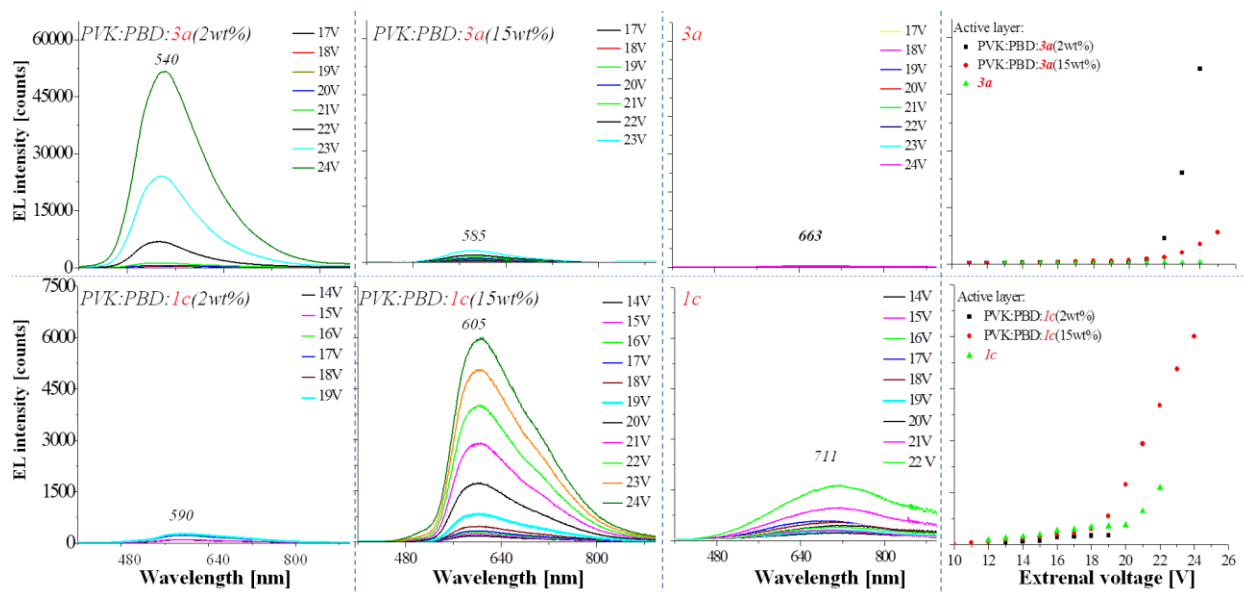 PVK:PBD:3a(2wt%)
540
17V
18V
19V
20V
21V
22V
23V
24V
60000
45000
30000
15000
0
EL intensity [counts]
PVK:PBD:3a(15wt%)
585
17V
18V
19V
20V
21V
22V
23V
3a
663
17V
18V
19V
20V
21V
22V
23V
24V
Active layer:
PVK:PBD:3a(2wt%)
PVK:PBD:3a(15wt%)
3a
PVK:PBD:1c(2wt%)
590
14V
15V
16V
17V
18V
19V
7500
6000
4500
3000
1500
0
EL intensity [counts]
480 640 800
Wavelength [nm]
PVK:PBD:1c(15wt%)
605
14V
15V
16V
17V
18V
19V
20V
21V
22V
23V
24V
480 640 800
Wavelength [nm]
1c
711
14V
15V
16V
17V
18V
19V
20V
21V
22 V
480 640 800
Wavelength [nm]
Active layer:
PVK:PBD:1c(2wt%)
PVK:PBD:1c(15wt%)
1c
10 12 14 16 18 20 22 24 26
Extrenal voltage [V]